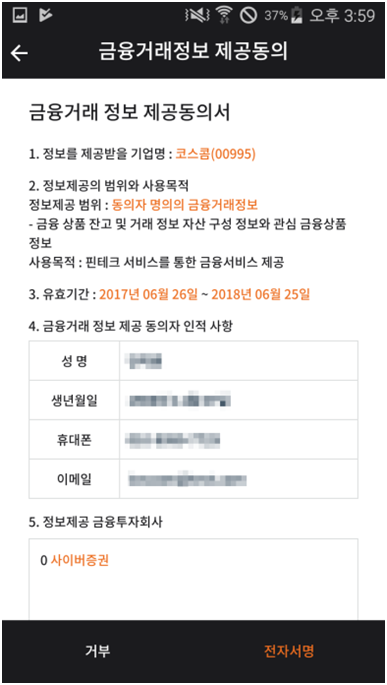 37% 오후 3:59
금융거래정보 제공동의
금융거래 정보 제공동의서
1. 정보를 제공받을 기업명 : 코스콤(00995)
2. 정보제공의 범위와 사용목적
정보제공 범위 : 동의자 명의의 금융거래정보
- 금융 상품 잔고 및 거래 정보 자산 구성 정보와 관심 금융상품
정보
사용목적 : 핀테크 서비스를 통한 금융서비스 제공
3. 유효기간 : 2017년 06월 26일 ~ 2018년 06월 25일
4. 금융거래 정보 제공 동의자 인적 사항
성 명
생년월일
휴대폰
이메일
5. 정보제공 금융투자회사
0 사이버증권
거부 전자서명